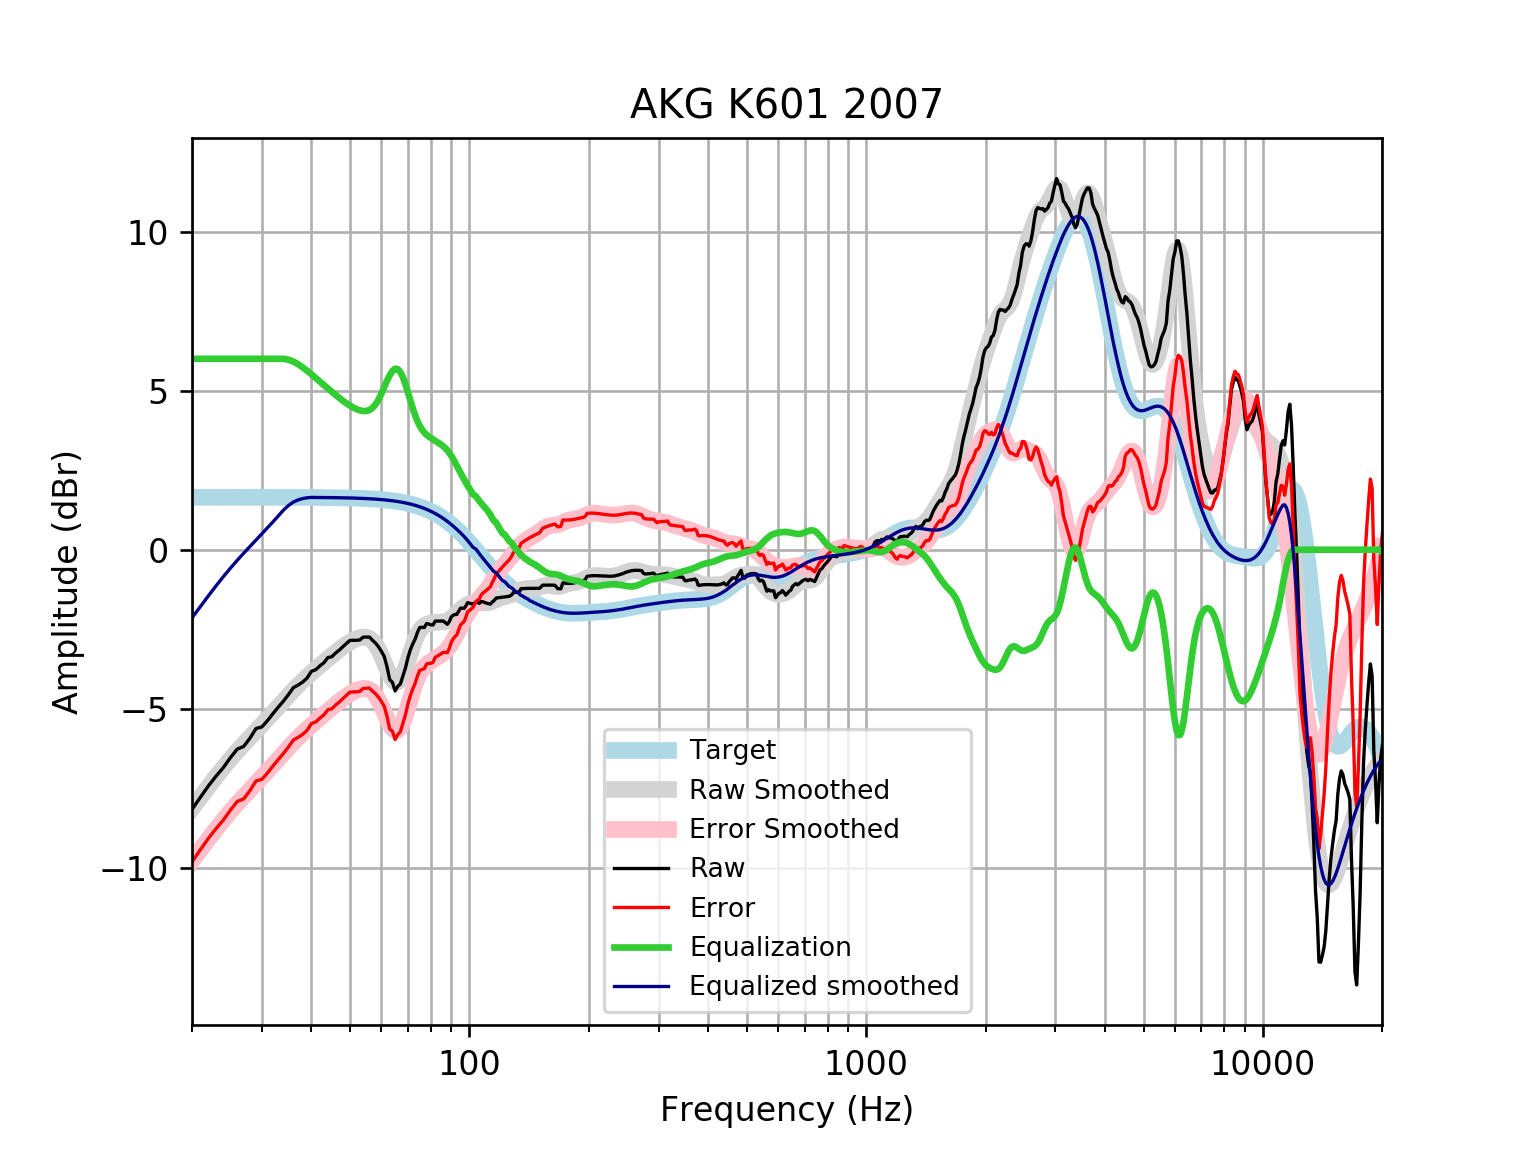 AKG K601 2007
10
5
0
−5
−10
Amplitude (dBr)
Target
Raw Smoothed
Error Smoothed
Raw
Error
Equalization
Equalized smoothed
100
1000
10000
Frequency (Hz)